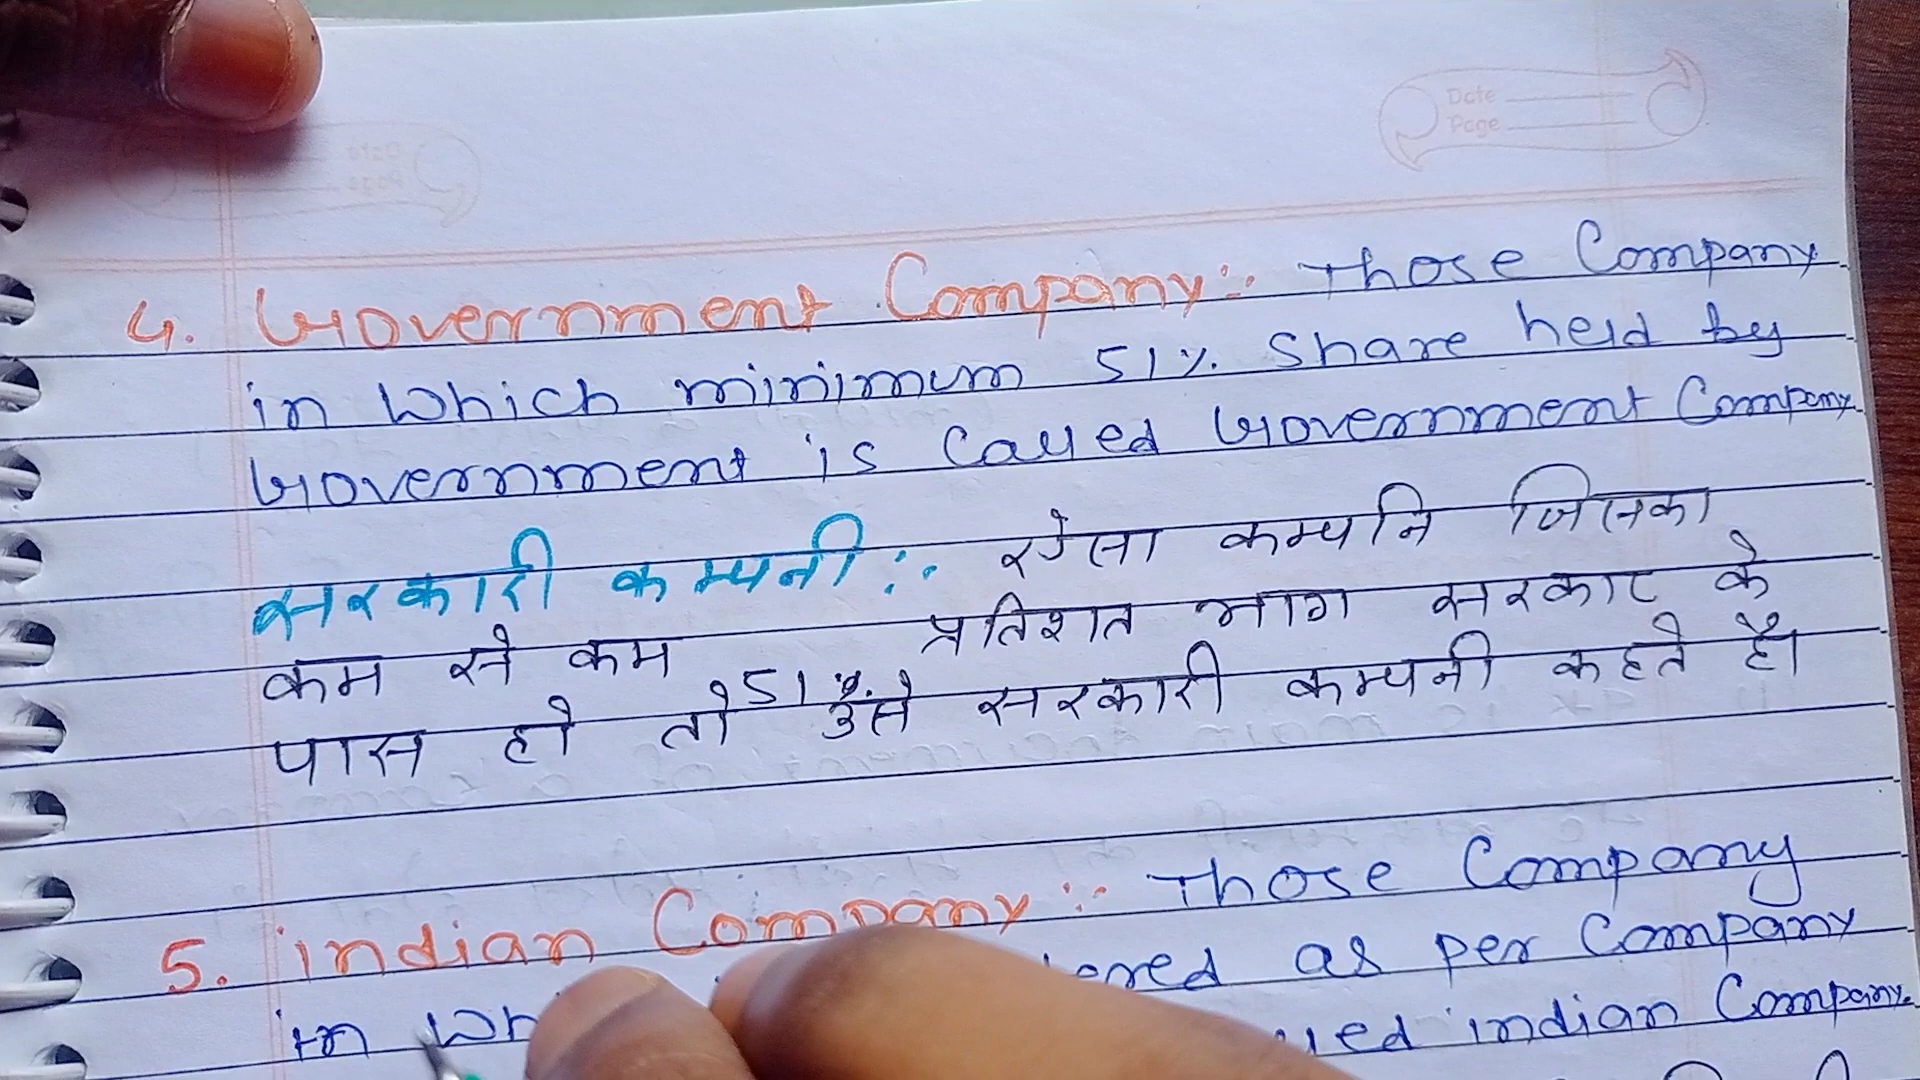 Date
Page
4. Government Company:- Those Company
in which minimum 51% share held by
Government is called Government Company.
सरकारी कम्पनी :- ऐसा कम्पनि जिसका
कम से कम 51% प्रतिशत भाग सरकार के
पास हो तो उसे सरकारी कम्पनी कहते है।
5. indian Company:- Those Company
in as per Company
indian Company.